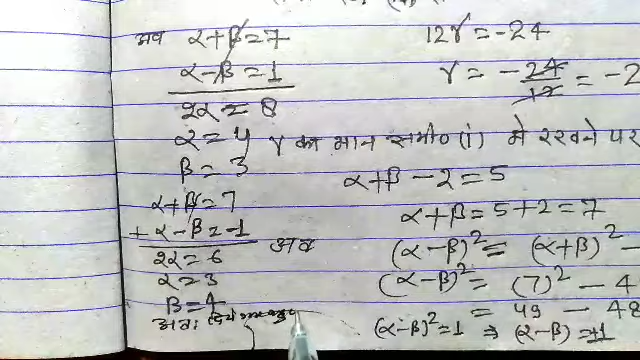 अब α+β=7
α-β=1
2α=8
α=4
β=3
α+β=7
+ α-β=-1
2α=6
α=3
β=4
अतः दिये
12γ=-24
γ = -24/12 = -2
γ का मान समी० (i) में रखने पर
α+β-2=5
α+β=5+2=7
अब (α-β)²= (α+β)²-
(α-β)² = (7)² - 4
= 49 - 48
(α-β)²=1 ⇒ (α-β)=±1